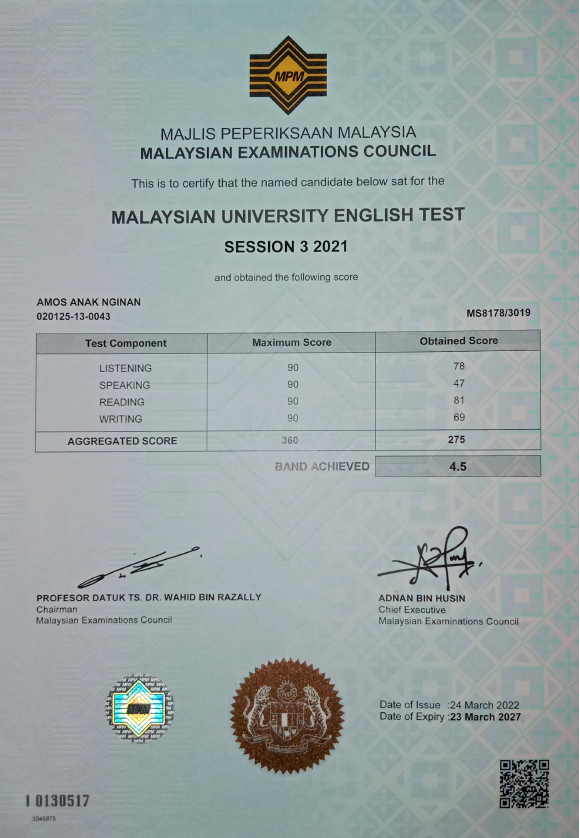 MPM
MAJLIS PEPERIKSAAN MALAYSIA
MALAYSIAN EXAMINATIONS COUNCIL
This is to certify that the named candidate below sat for the
MALAYSIAN UNIVERSITY ENGLISH TEST
SESSION 3 2021
and obtained the following score
AMOS ANAK NGINAN
020125-13-0043 MS8178/3019
Test Component Maximum Score Obtained Score
LISTENING 90 78
SPEAKING 90 47
READING 90 81
WRITING 90 69
AGGREGATED SCORE 360 275
BAND ACHIEVED 4.5
PROFESOR DATUK TS. DR. WAHID BIN RAZALLY
Chairman
Malaysian Examinations Council
ADNAN BIN HUSIN
Chief Executive
Malaysian Examinations Council
MPM
Date of Issue :24 March 2022
Date of Expiry :23 March 2027
I 0130517